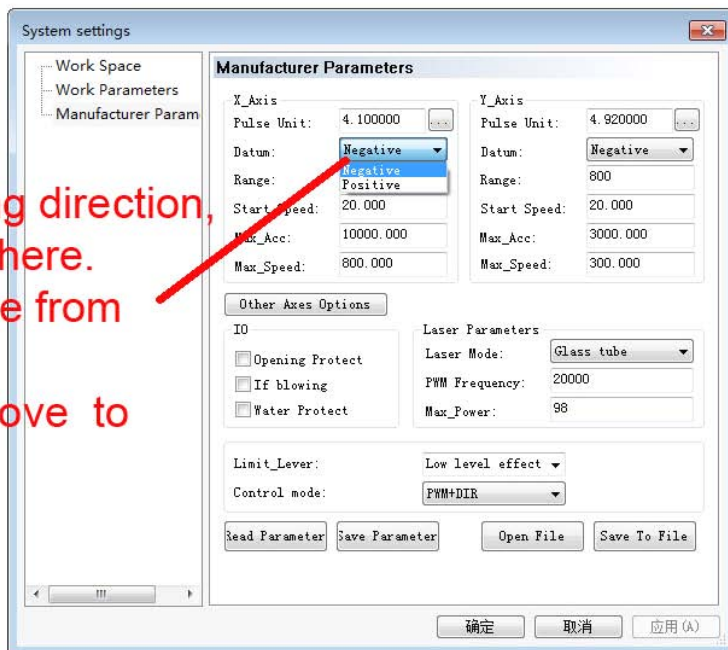 System settings
Work Space
Work Parameters
Manufacturer Param
Manufacturer Parameters
X_Axis
Pulse Unit: 4.100000 ...
Datum: Negative
Negative
Positive
Range:
Start Speed: 20.000
Max_Acc: 10000.000
Max_Speed: 800.000
Y_Axis
Pulse Unit: 4.920000 ...
Datum: Negative
Range: 800
Start Speed: 20.000
Max_Acc: 3000.000
Max_Speed: 300.000
g direction,
here.
e from
ove to
Other Axes Options
IO
Opening Protect
If blowing
Water Protect
Laser Parameters
Laser Mode: Glass tube
PWM Frequency: 20000
Max_Power: 98
Limit_Lever: Low level effect
Control mode: PWM+DIR
Read Parameter Save Parameter Open File Save To File
确定 取消 应用(A)